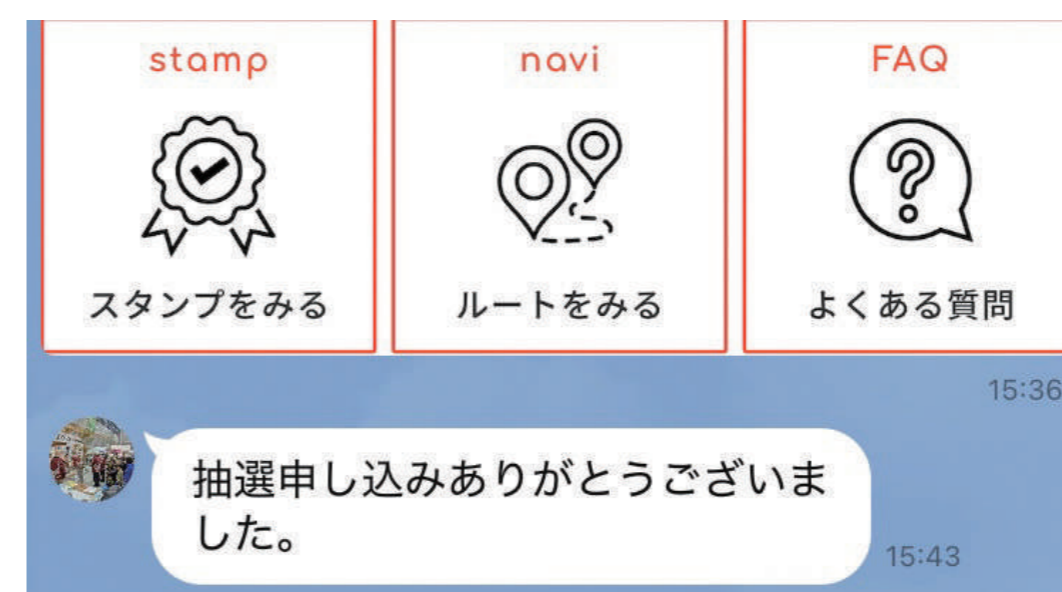 stamp
navi
FAQ
スタンプをみる
ルートをみる
よくある質問
15:36
抽選申し込みありがとうございま
した。
15:43